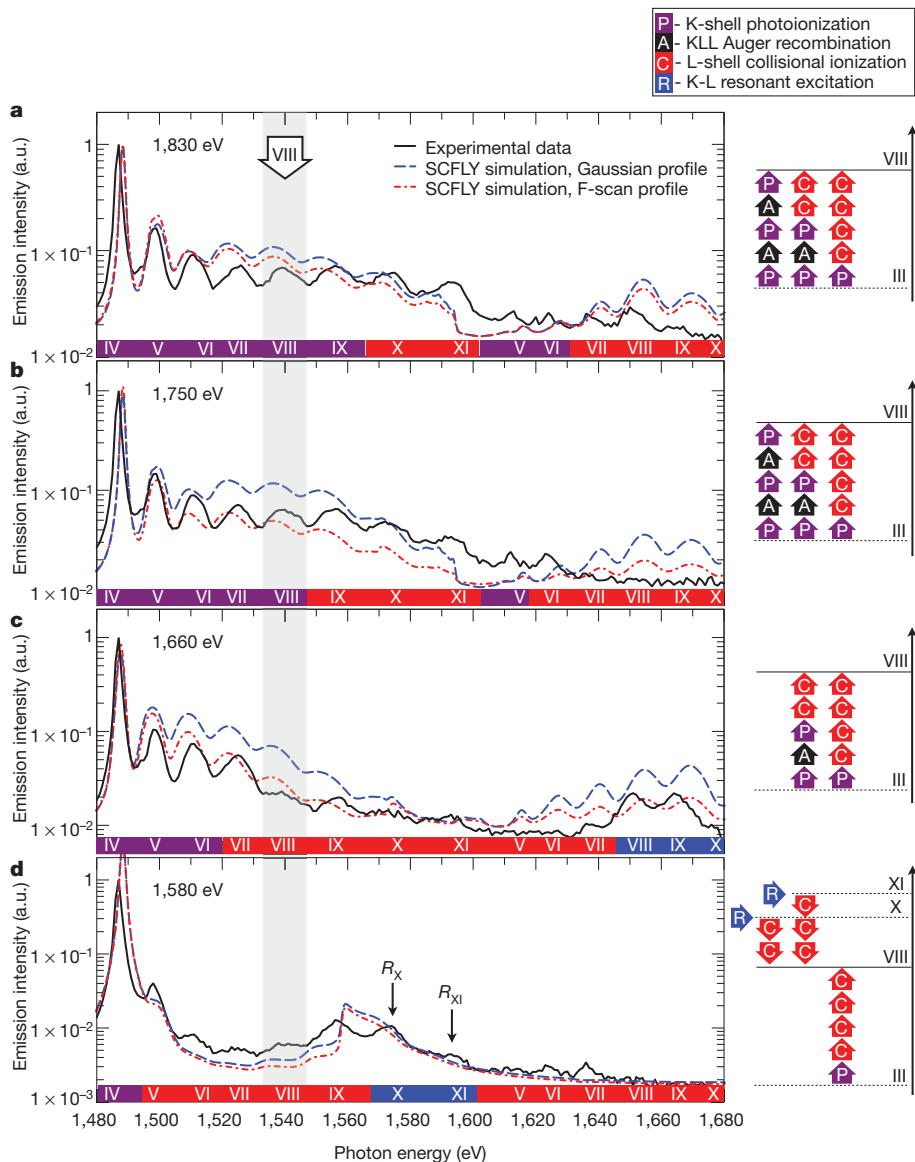 P - K-shell photoionization
A - KLL Auger recombination
C - L-shell collisional ionization
R - K-L resonant excitation
a
Emission intensity (a.u.)
1
1 × 10⁻¹
1 × 10⁻²
1,830 eV
VIII
Experimental data
SCFLY simulation, Gaussian profile
SCFLY simulation, F-scan profile
IV V VI VII VIII IX X XI V VI VII VIII IX X
VIII
P C C
A C C
P P C
A A C
P P P
III
b
Emission intensity (a.u.)
1
1 × 10⁻¹
1 × 10⁻²
1,750 eV
IV V VI VII VIII IX X XI V VI VII VIII IX X
VIII
P C C
A C C
P P C
A A C
P P P
III
c
Emission intensity (a.u.)
1
1 × 10⁻¹
1 × 10⁻²
1,660 eV
IV V VI VII VIII IX X XI V VI VII VIII IX X
VIII
C C
C C
P C
A C
P P
III
d
Emission intensity (a.u.)
1
1 × 10⁻¹
1 × 10⁻²
1 × 10⁻³
1,580 eV
R_X
R_XI
IV V VI VII VIII IX X XI V VI VII VIII IX X
XI
R
C
X
R
C C
C C
VIII
C
C
C
C
P
III
1,480 1,500 1,520 1,540 1,560 1,580 1,600 1,620 1,640 1,660 1,680
Photon energy (eV)